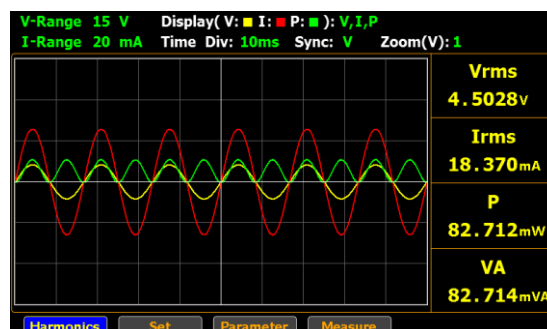 V-Range 15 V Display( V: ■ I: ■ P: ■ ): V,I,P
I-Range 20 mA Time Div: 10ms Sync: V Zoom(V): 1
Vrms
4.5028V
Irms
18.370mA
P
82.712mW
VA
82.714mVA
Harmonics Set Parameter Measure